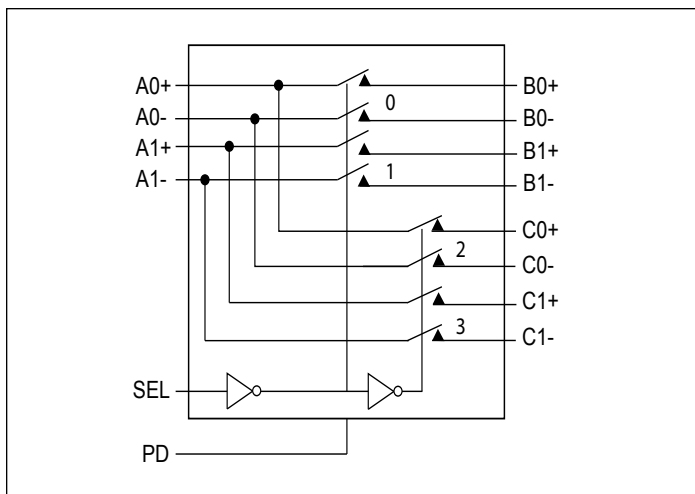 A0+
B0+
0
A0-
B0-
A1+
B1+
1
A1-
B1-
C0+
2
C0-
C1+
3
C1-
SEL
PD